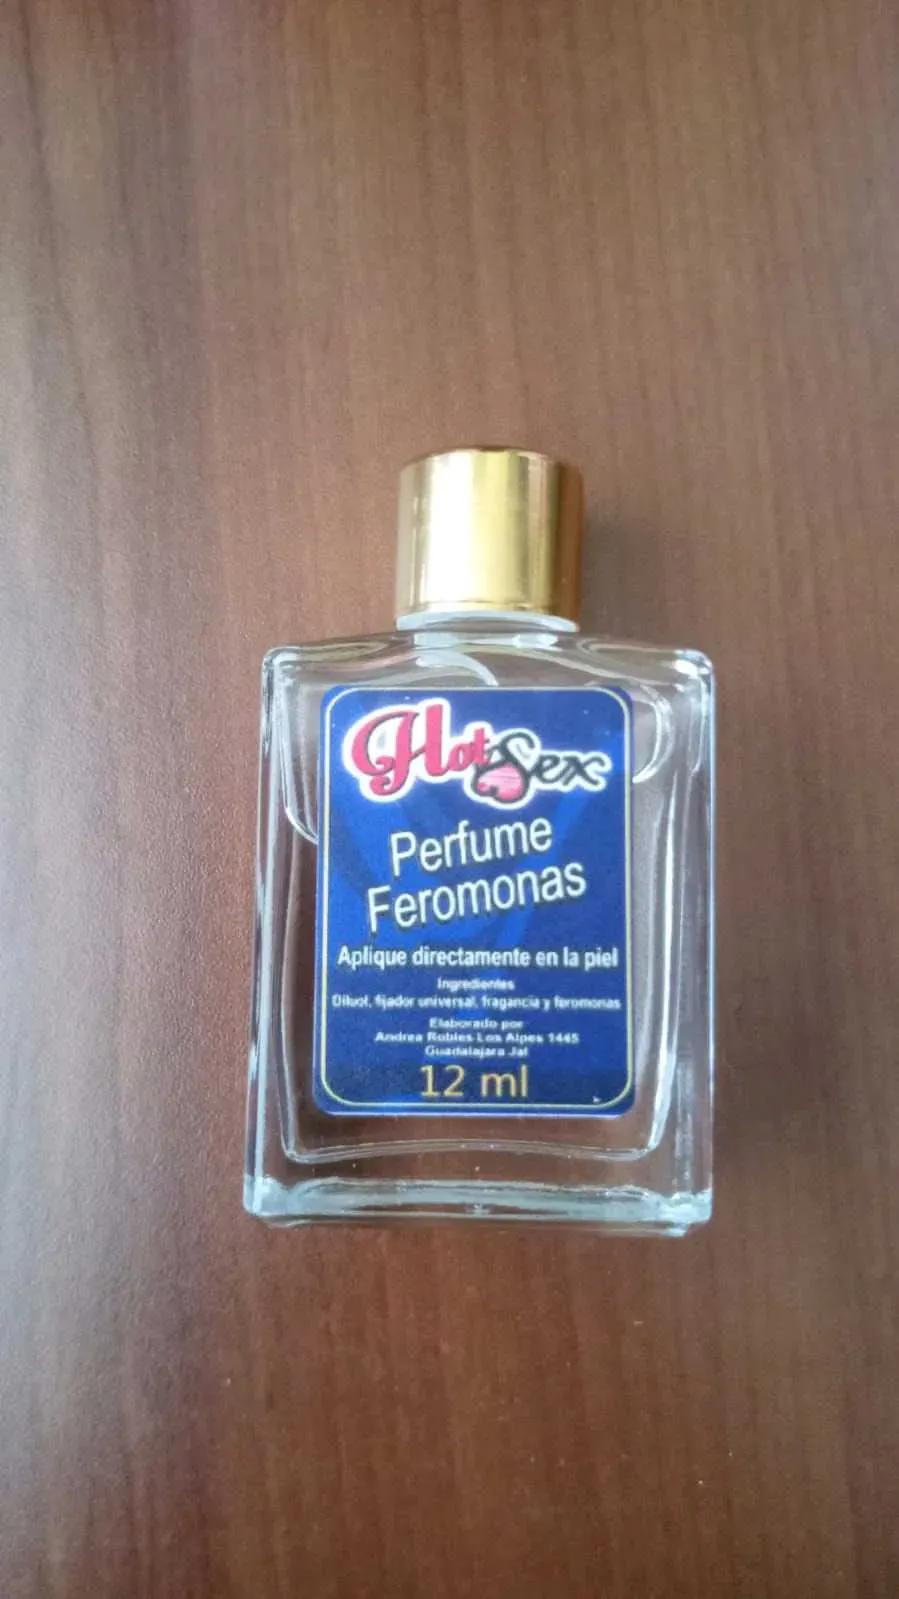 Hot Sex
Perfume
Feromonas
Aplique directamente en la piel
Ingredientes
Diluot, fijador universal, fragancia y feromonas
Elaborado por
Andrea Robles Los Alpes 1445
Guadalajara Jal
12 ml